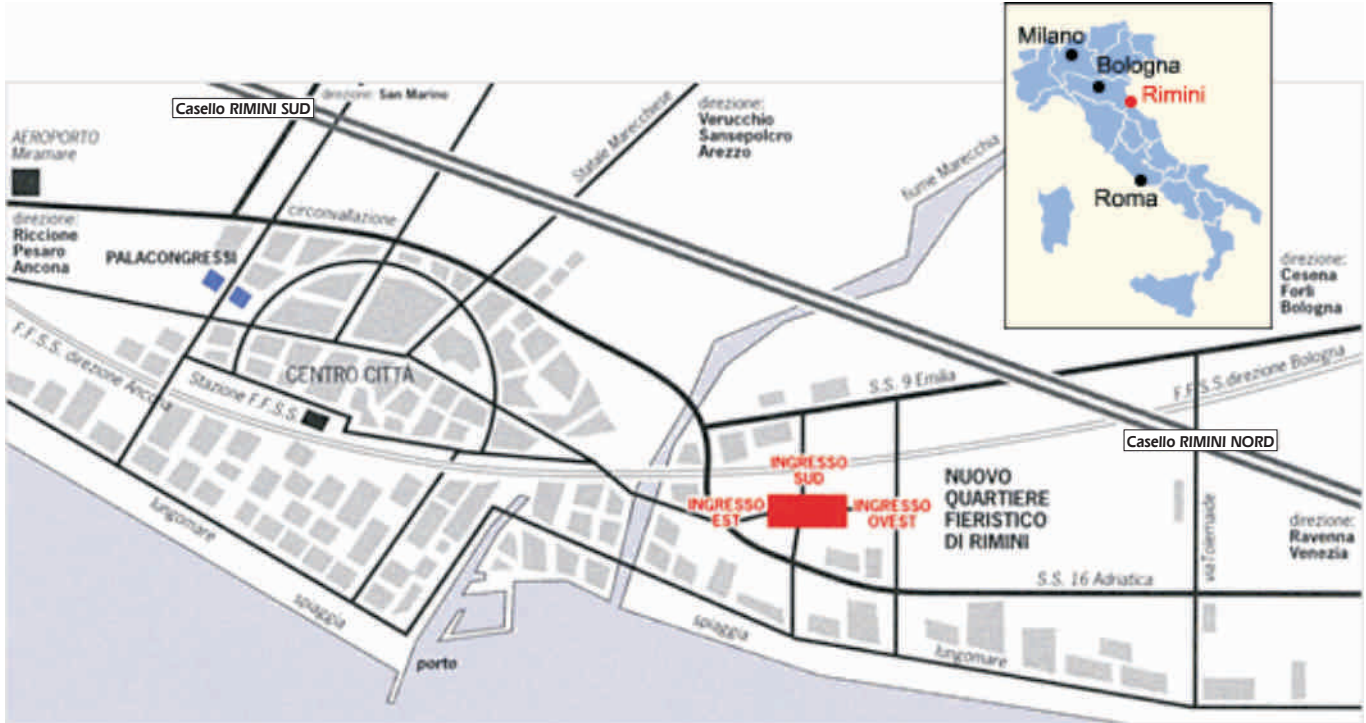 Milano
Bologna
Rimini
Roma
Casello RIMINI SUD
direzione: San Marino
Statale Marecchiese
direzione:
Verucchio
Sansepolcro
Arezzo
fiume Marecchia
AEROPORTO
Miramare
direzione:
Riccione
Pesaro
Ancona
circonvallazione
PALACONGRESSI
direzione:
Cesena
Forlì
Bologna
F.F.S.S. direzione Ancona
Stazione F.F.S.S.
CENTRO CITTÀ
S.S. 9 Emilia
F.F.S.S. direzione Bologna
Casello RIMINI NORD
INGRESSO
SUD
INGRESSO
EST
INGRESSO
OVEST
NUOVO
QUARTIERE
FIERISTICO
DI RIMINI
direzione:
Ravenna
Venezia
via Tolemaide
S.S. 16 Adriatica
lungomare
spiaggia
porto
spiaggia
lungomare